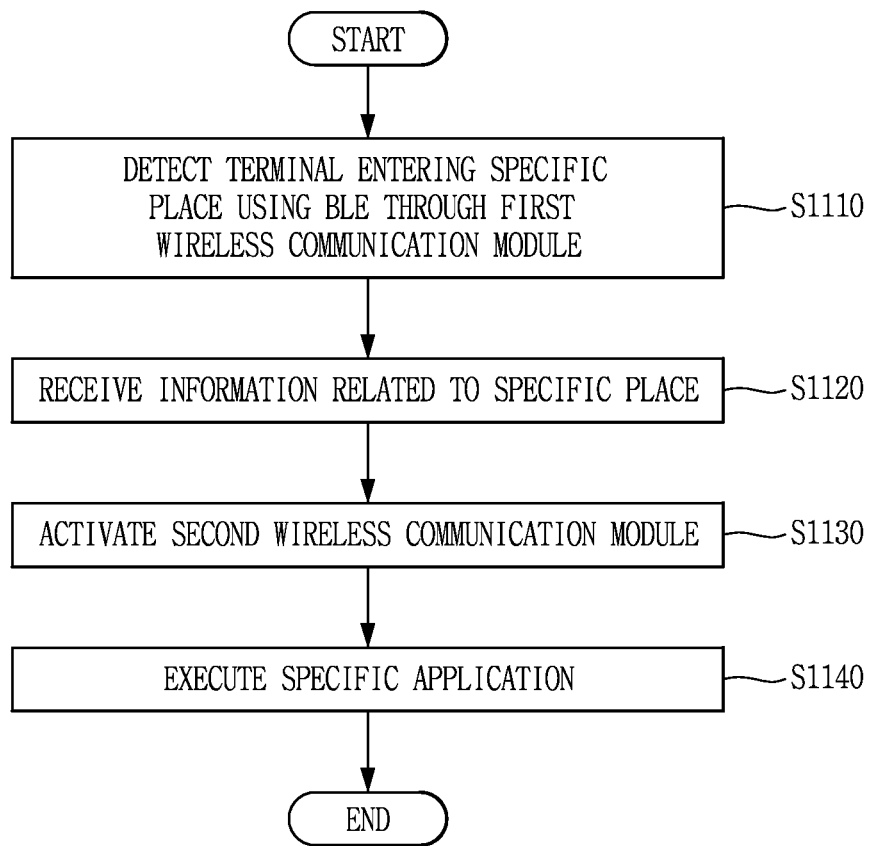 START
DETECT TERMINAL ENTERING SPECIFIC
PLACE USING BLE THROUGH FIRST
WIRELESS COMMUNICATION MODULE
S1110
RECEIVE INFORMATION RELATED TO SPECIFIC PLACE
S1120
ACTIVATE SECOND WIRELESS COMMUNICATION MODULE
S1130
EXECUTE SPECIFIC APPLICATION
S1140
END